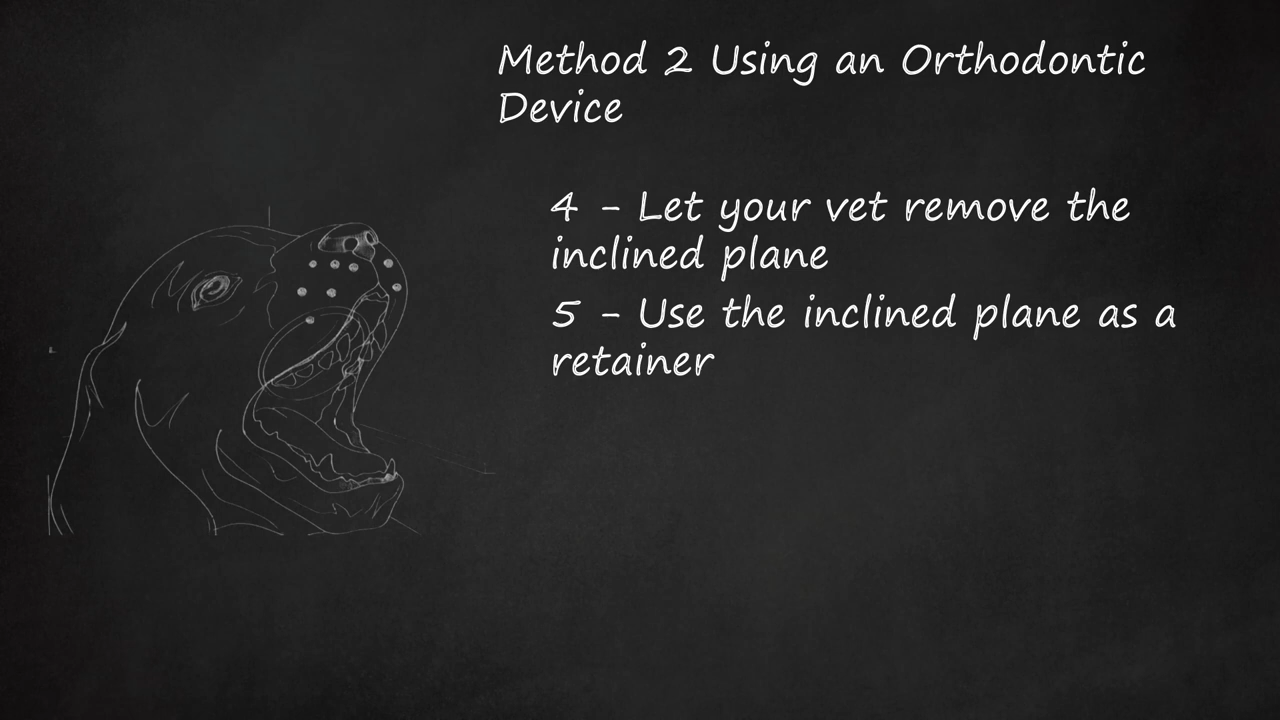 Method 2 Using an Orthodontic
Device
4 - Let your vet remove the
inclined plane
5 - Use the inclined plane as a
retainer